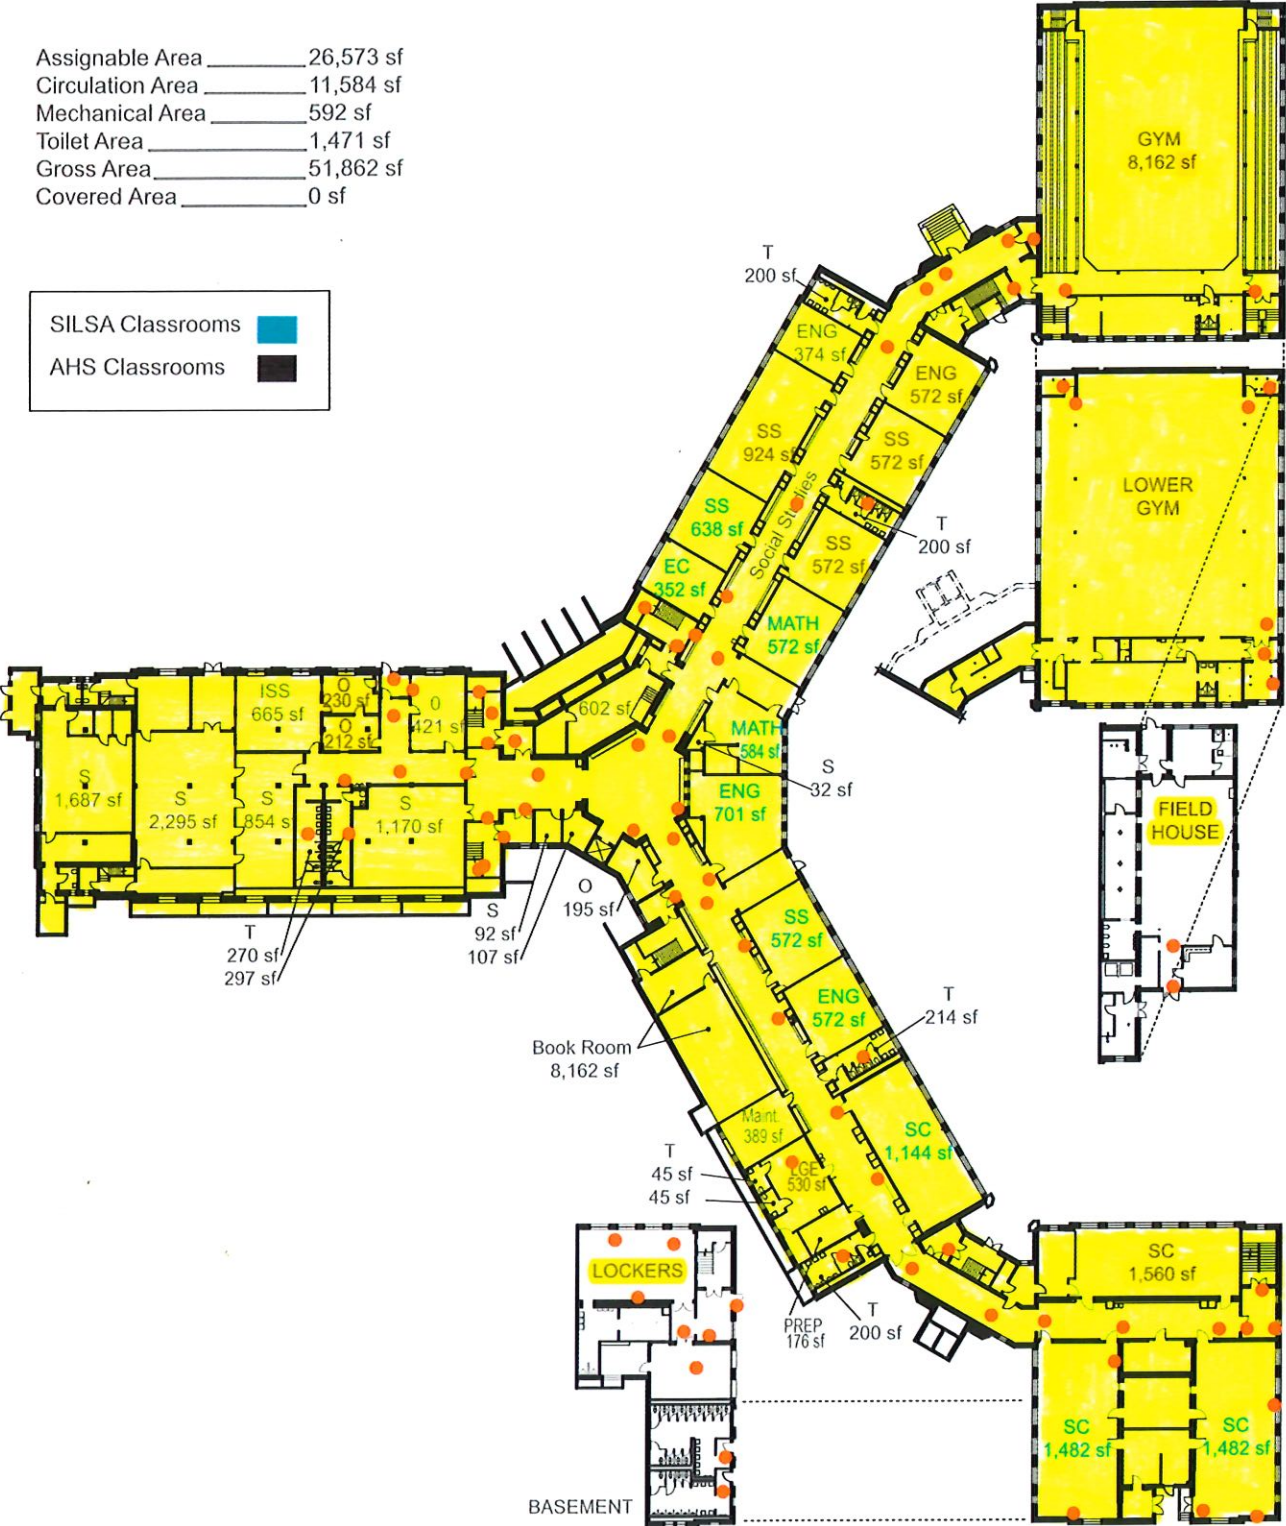 Assignable Area 26,573 sf
Circulation Area 11,584 sf
Mechanical Area 592 sf
Toilet Area 1,471 sf
Gross Area 51,862 sf
Covered Area 0 sf
SILSA Classrooms
AHS Classrooms
GYM
8,162 sf
T
200 sf
ENG
374 sf
ENG
572 sf
SS
924 sf
SS
572 sf
SS
638 sf
Social Studies
T
200 sf
SS
572 sf
EC
352 sf
MATH
572 sf
LOWER
GYM
602 sf
MATH
584 sf
S
32 sf
ENG
701 sf
ISS
665 sf
O
230 sf
O
212 sf
0
421 sf
S
1,687 sf
S
2,295 sf
S
854 sf
S
1,170 sf
T
270 sf
297 sf
S
92 sf
107 sf
O
195 sf
FIELD
HOUSE
SS
572 sf
ENG
572 sf
T
214 sf
Book Room
8,162 sf
Maint.
389 sf
SC
1,144 sf
T
45 sf
45 sf
LGE
530 sf
PREP
176 sf
T
200 sf
LOCKERS
SC
1,560 sf
SC
1,482 sf
SC
1,482 sf
BASEMENT